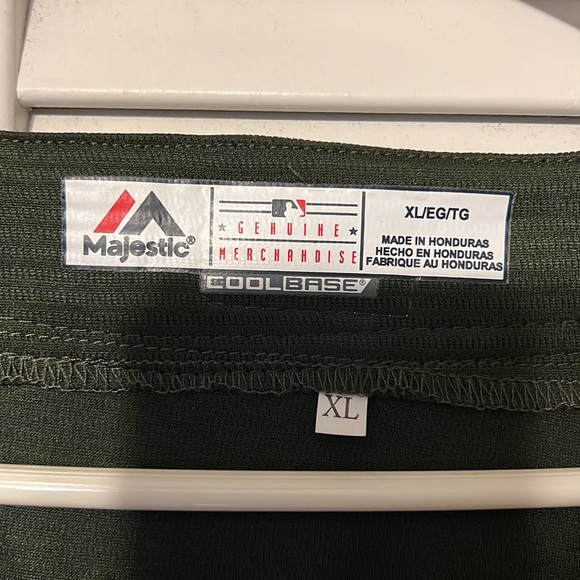 Majestic®
GENUINE
MERCHANDISE
COOLBASE®
XL/EG/TG
MADE IN HONDURAS
HECHO EN HONDURAS
FABRIQUE AU HONDURAS
XL